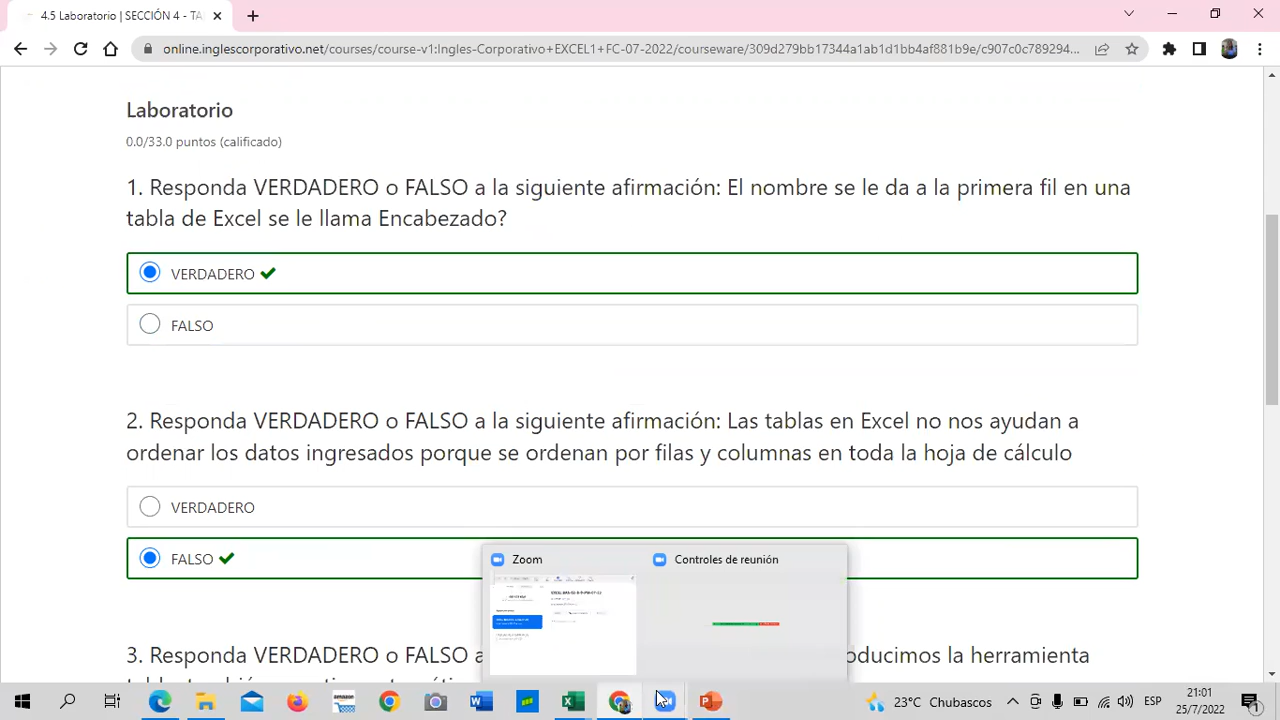 4.5 Laboratorio | SECCIÓN 4 - TA
online.inglescorporativo.net/courses/course-v1:Ingles-Corporativo+EXCEL1+FC-07-2022/courseware/309d279bb17344a1ab1d1bb4af881b9e/c907c0c789294...
Laboratorio
0.0/33.0 puntos (calificado)
1. Responda VERDADERO o FALSO a la siguiente afirmación: El nombre se le da a la primera fil en una
tabla de Excel se le llama Encabezado?
VERDADERO
FALSO
2. Responda VERDADERO o FALSO a la siguiente afirmación: Las tablas en Excel no nos ayudan a
ordenar los datos ingresados porque se ordenan por filas y columnas en toda la hoja de cálculo
VERDADERO
FALSO
Zoom
Controles de reunión
3. Responda VERDADERO o FALSO a
oducimos la herramienta
amazon
23°C Chubascos
ESP
21:01
25/7/2022